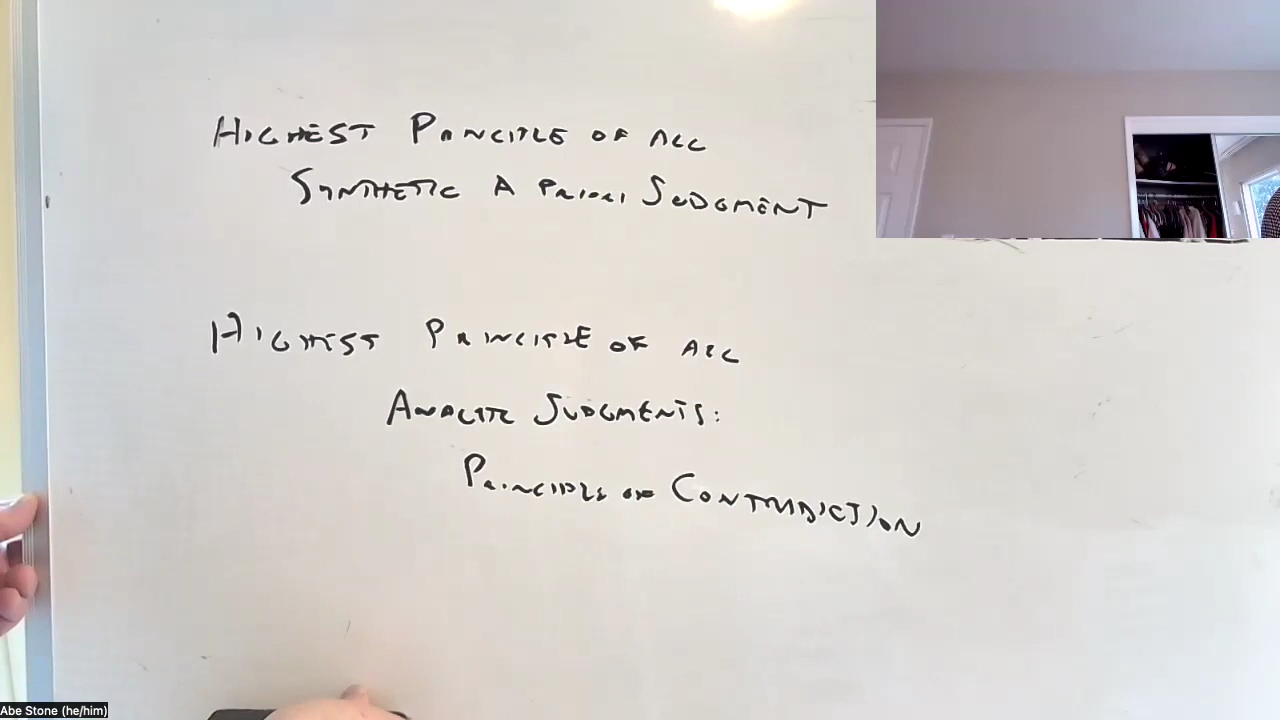 HIGHEST PRINCIPLE OF ALL
SYNTHETIC A PRIORI JUDGMENT
HIGHEST PRINCIPLE OF ALL
ANALYTIC JUDGMENTS:
PRINCIPLE OF CONTRADICTION
Abe Stone (he/him)